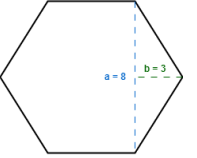 b = 3
a = 8